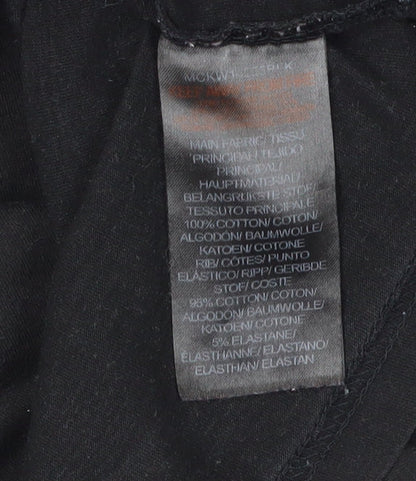 MAIN FABRIC/ TISSU
PRINCIPAL/ TEJIDO
PRINCIPAL/
HAUPTMATERIAL/
BELANGRIJKSTE STOF/
TESSUTO PRINCIPALE
100% COTTON/ COTON/
ALGODÓN/ BAUMWOLLE/
KATOEN/ COTONE
RIB/ CÔTES/ PUNTO
ELÁSTICO/ RIPP/ GERIBDE
STOF/ COSTE
95% COTTON/ COTON/
ALGODÓN/ BAUMWOLLE/
KATOEN/ COTONE
5% ELASTANE/
ÉLASTHANNE/ ELASTANO/
ELASTHAN/ ELASTAN